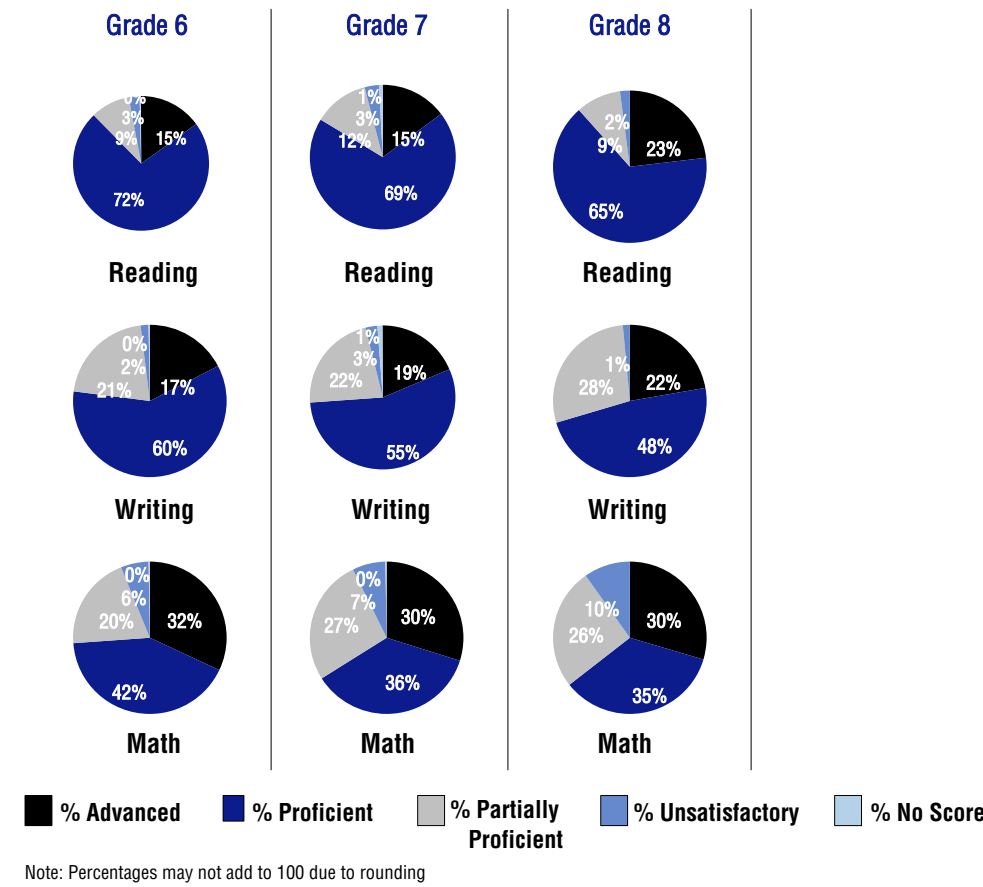 Grade 6 Grade 7 Grade 8
0% 3% 9% 15% 72%
1% 3% 12% 15% 69%
2% 9% 23% 65%
Reading Reading Reading
0% 2% 21% 17% 60%
1% 3% 22% 19% 55%
1% 28% 22% 48%
Writing Writing Writing
0% 6% 20% 32% 42%
0% 7% 27% 30% 36%
10% 26% 30% 35%
Math Math Math
% Advanced % Proficient % Partially Proficient % Unsatisfactory % No Score
Note: Percentages may not add to 100 due to rounding